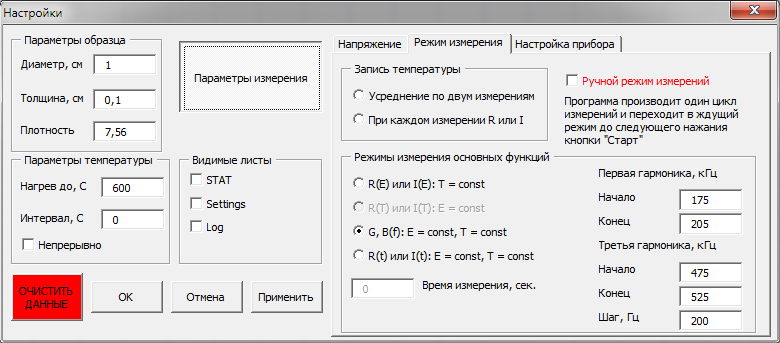 Настройки
Параметры образца
Диаметр, см
1
Толщина, см
0,1
Плотность
7,56
Параметры измерения
Параметры температуры
Нагрев до, С
600
Интервал, С
0
Непрерывно
Видимые листы
STAT
Settings
Log
ОЧИСТИТЬ
ДАННЫЕ
ОК
Отмена
Применить
Напряжение
Режим измерения
Настройка прибора
Запись температуры
Усреднение по двум измерениям
При каждом измерении R или I
Ручной режим измерений
Программа производит один цикл
измерений и переходит в ждущий
режим до следующего нажания
кнопки "Старт"
Режимы измерения основных функций
R(E) или I(E): T = const
R(T) или I(T): E = const
G, B(f): E = const, T = const
R(t) или I(t): E = const, T = const
0
Время измерения, сек.
Первая гармоника, кГц
Начало
175
Конец
205
Третья гармоника, кГц
Начало
475
Конец
525
Шаг, Гц
200